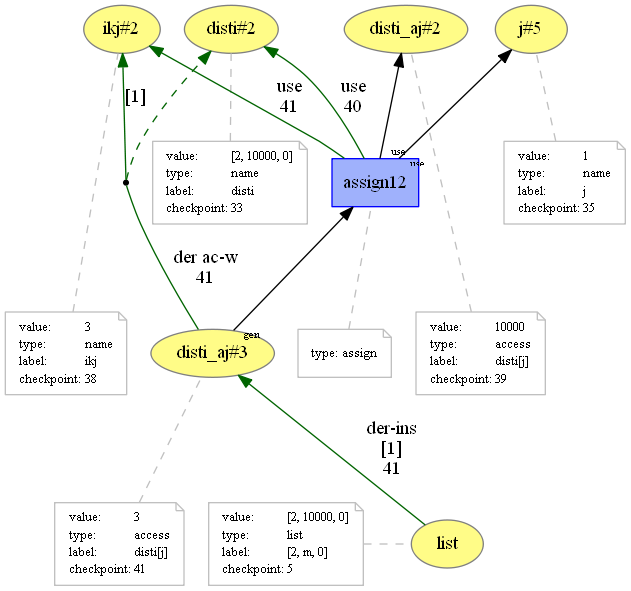 ikj#2
disti#2
disti_aj#2
j#5
[1]
use
41
use
40
use
use
assign12
value: [2, 10000, 0]
type: name
label: disti
checkpoint: 33
value: 1
type: name
label: j
checkpoint: 35
der ac-w
41
value: 3
type: name
label: ikj
checkpoint: 38
gen
disti_aj#3
type: assign
value: 10000
type: access
label: disti[j]
checkpoint: 39
der-ins
[1]
41
value: 3
type: access
label: disti[j]
checkpoint: 41
value: [2, 10000, 0]
type: list
label: [2, m, 0]
checkpoint: 5
list